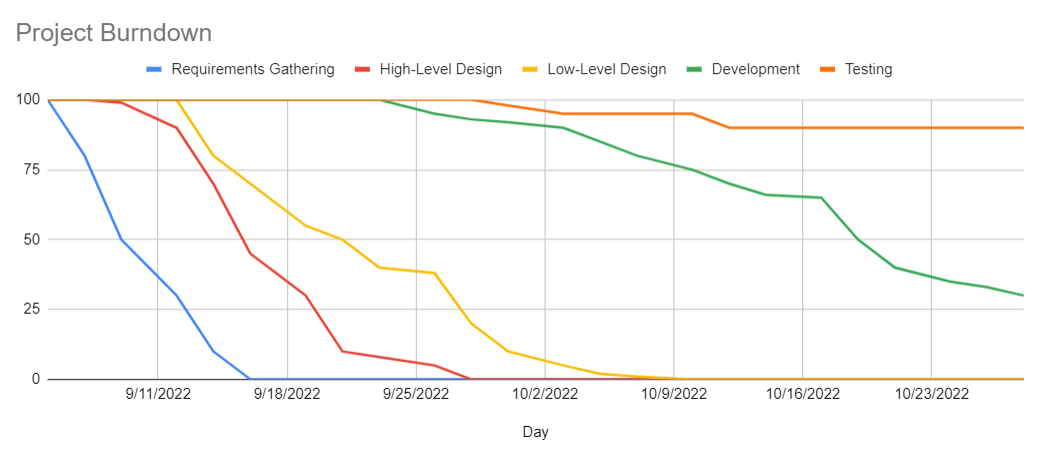 Project Burndown
Requirements Gathering High-Level Design Low-Level Design Development Testing
100
75
50
25
0
9/11/2022 9/18/2022 9/25/2022 10/2/2022 10/9/2022 10/16/2022 10/23/2022
Day